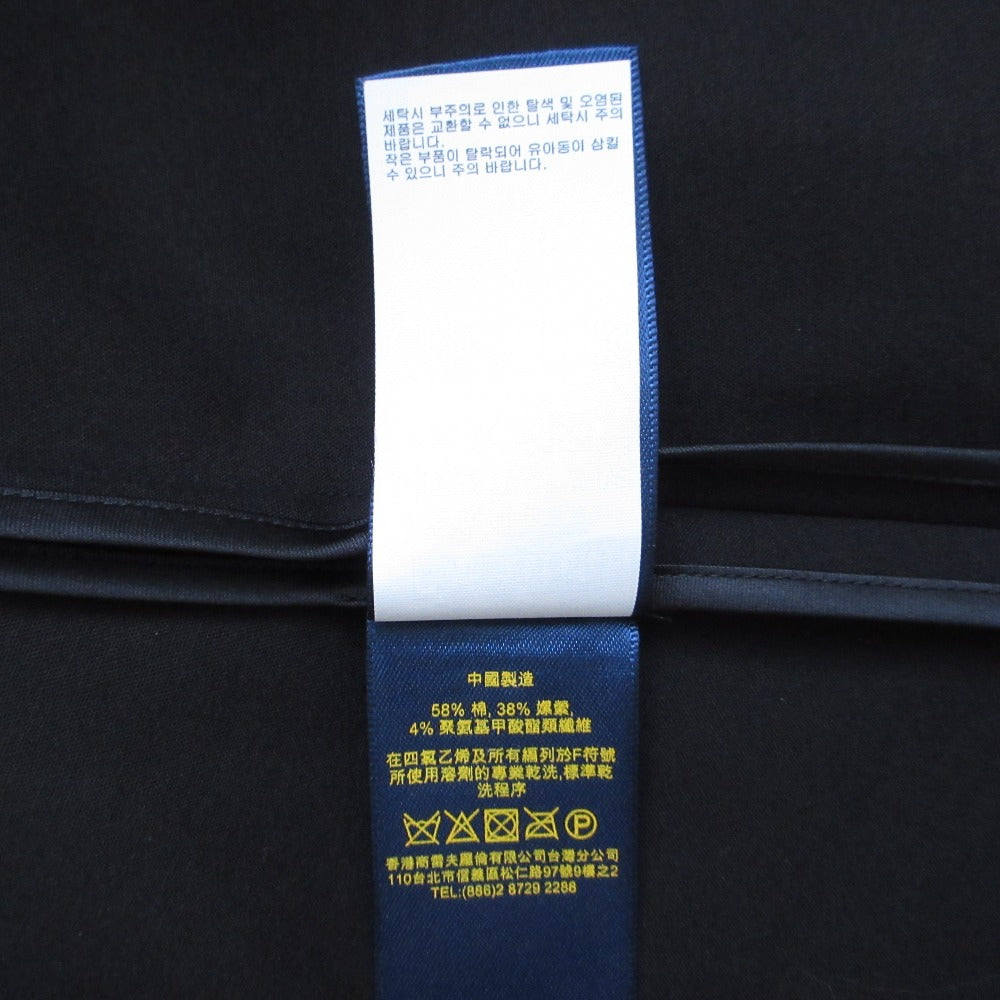 세탁시 부주의로 인한 탈색 및 오염된
제품은 교환할 수 없으니 세탁시 주의
바랍니다.
작은 부품이 탈락되어 유아동이 삼킬
수 있으니 주의 바랍니다.
中國製造
58% 棉, 38% 嫘縈,
4% 聚氨基甲酸酯類纖維
在四氯乙烯及所有編列於F符號
所使用溶劑的專業乾洗,標準乾
洗程序
P
香港商雷夫羅倫有限公司台灣分公司
110台北市信義區松仁路97號9樓之2
TEL:(886)2 8729 2288